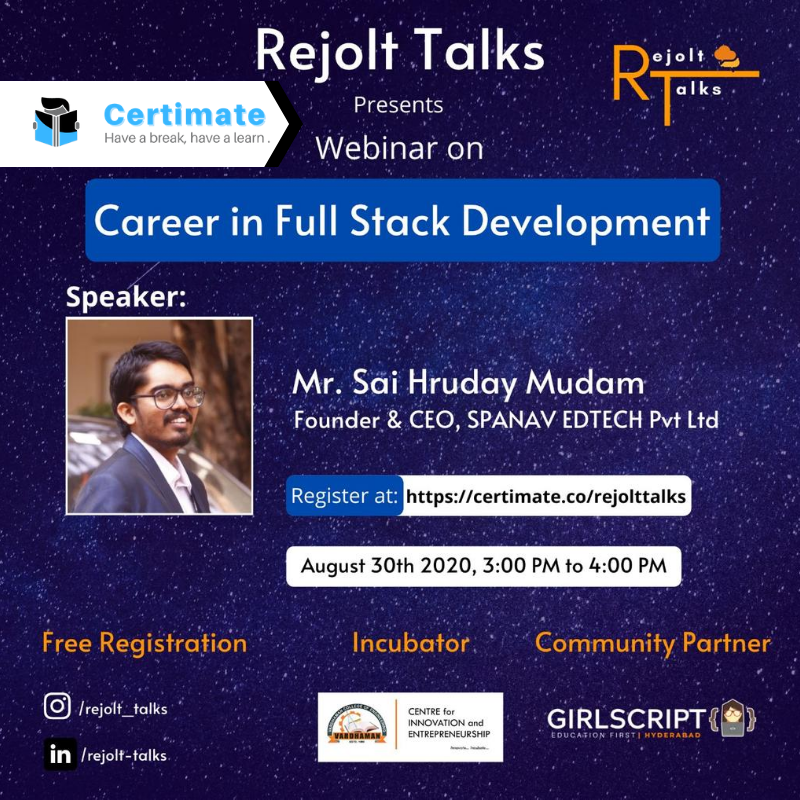 Rejolt Talks
Rejolt
Talks
Certimate
Have a break, have a learn .
Presents
Webinar on
Career in Full Stack Development
Speaker:
Mr. Sai Hruday Mudam
Founder & CEO, SPANAV EDTECH Pvt Ltd
Register at: https://certimate.co/rejolttalks
August 30th 2020, 3:00 PM to 4:00 PM
Free Registration
Incubator
Community Partner
/rejolt_talks
in /rejolt-talks
VARDHAMAN
CENTRE for
INNOVATION and
ENTREPRENEURSHIP
GIRLSCRIPT
EDUCATION FIRST | HYDERABAD